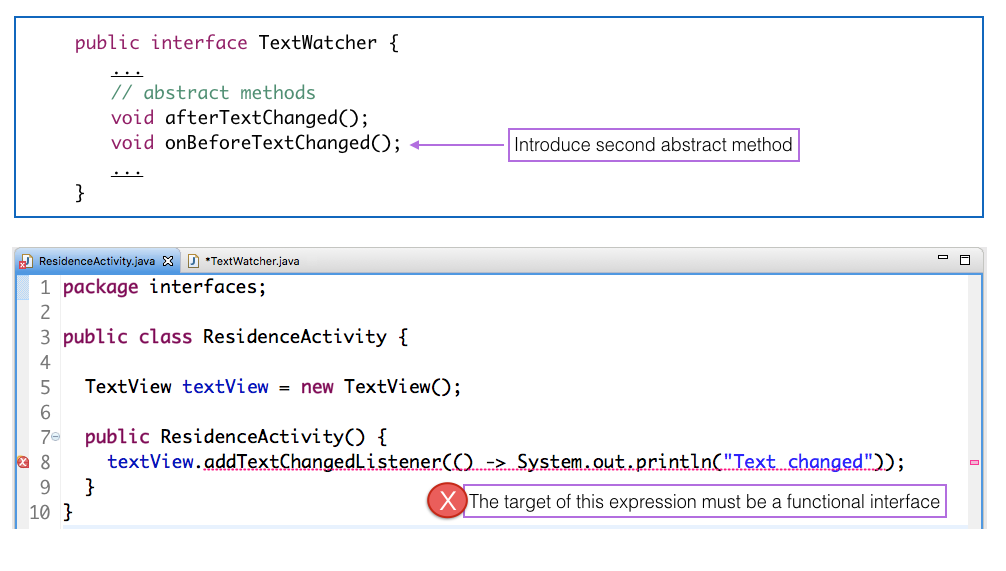 public interface TextWatcher {
...
// abstract methods
void afterTextChanged();
void onBeforeTextChanged();
Introduce second abstract method
...
}
ResidenceActivity.java
*TextWatcher.java
1 package interfaces;
2
3 public class ResidenceActivity {
4
5 TextView textView = new TextView();
6
7 public ResidenceActivity() {
8 textView.addTextChangedListener(() -> System.out.println("Text changed"));
9 }
X The target of this expression must be a functional interface
10 }